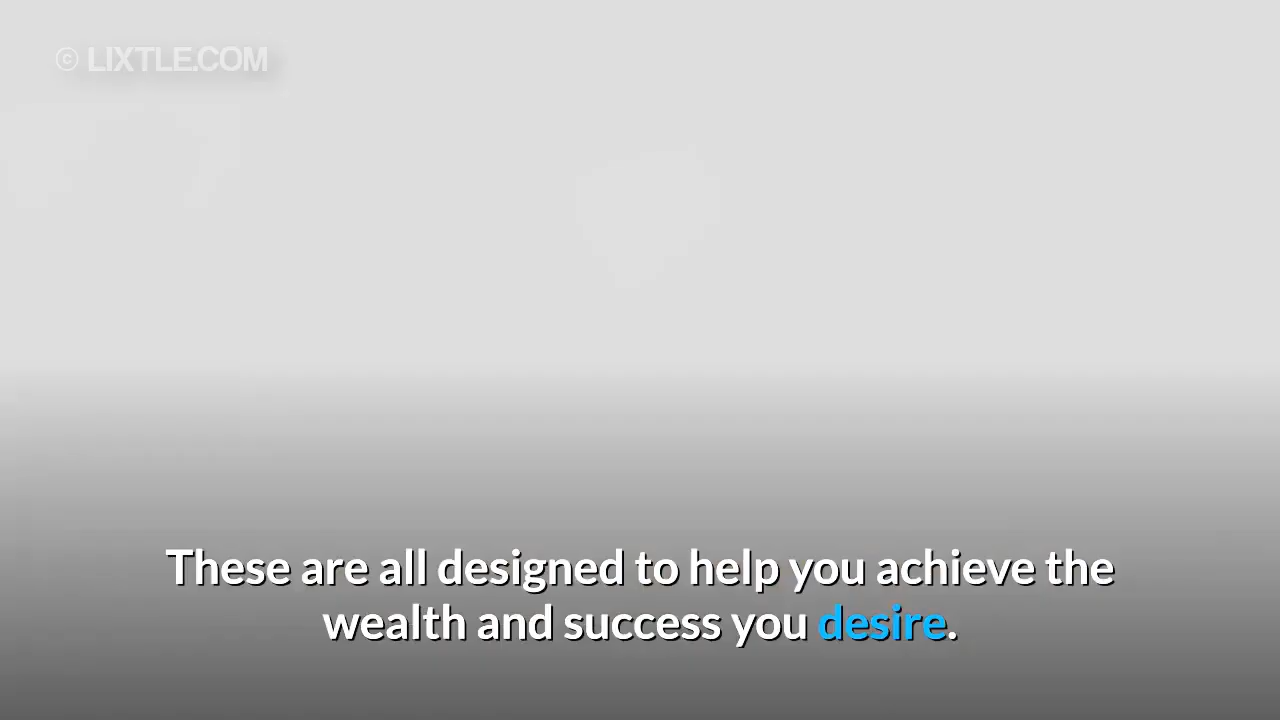 © LIXTLE.COM
These are all designed to help you achieve the
wealth and success you desire.